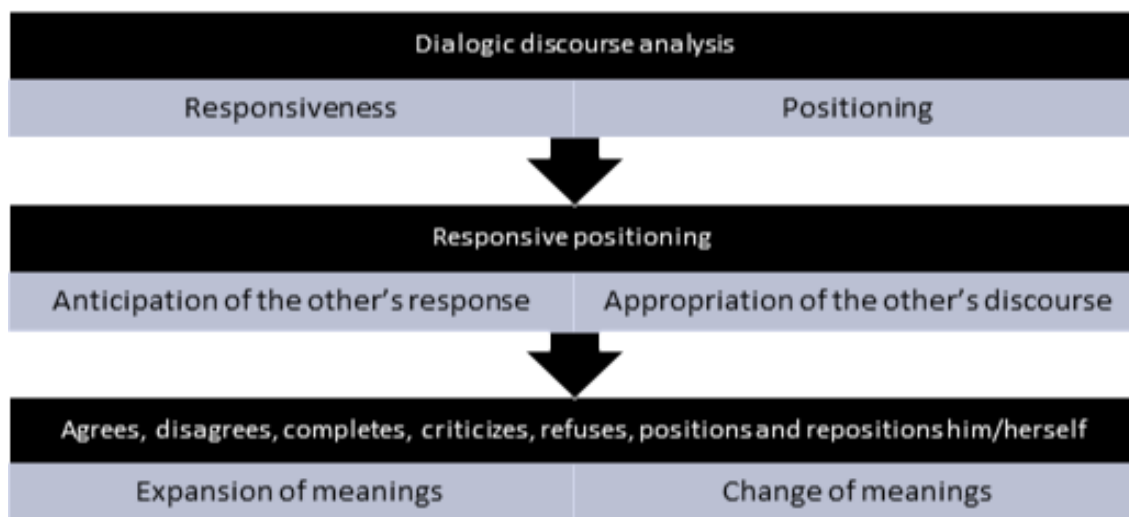 Dialogic discourse analysis
Responsiveness
Positioning
Responsive positioning
Anticipation of the other's response
Appropriation of the other's discourse
Agrees, disagrees, completes, criticizes, refuses, positions and repositions him/herself
Expansion of meanings
Change of meanings